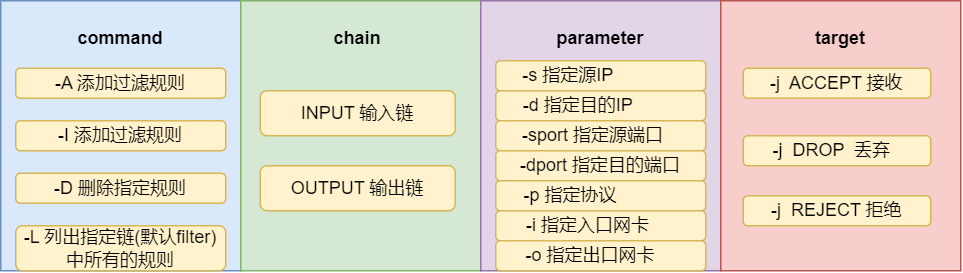 command
-A 添加过滤规则
-I 添加过滤规则
-D 删除指定规则
-L 列出指定链(默认filter)
中所有的规则
chain
INPUT 输入链
OUTPUT 输出链
parameter
-s 指定源IP
-d 指定目的IP
-sport 指定源端口
-dport 指定目的端口
-p 指定协议
-i 指定入口网卡
-o 指定出口网卡
target
-j ACCEPT 接收
-j DROP 丢弃
-j REJECT 拒绝